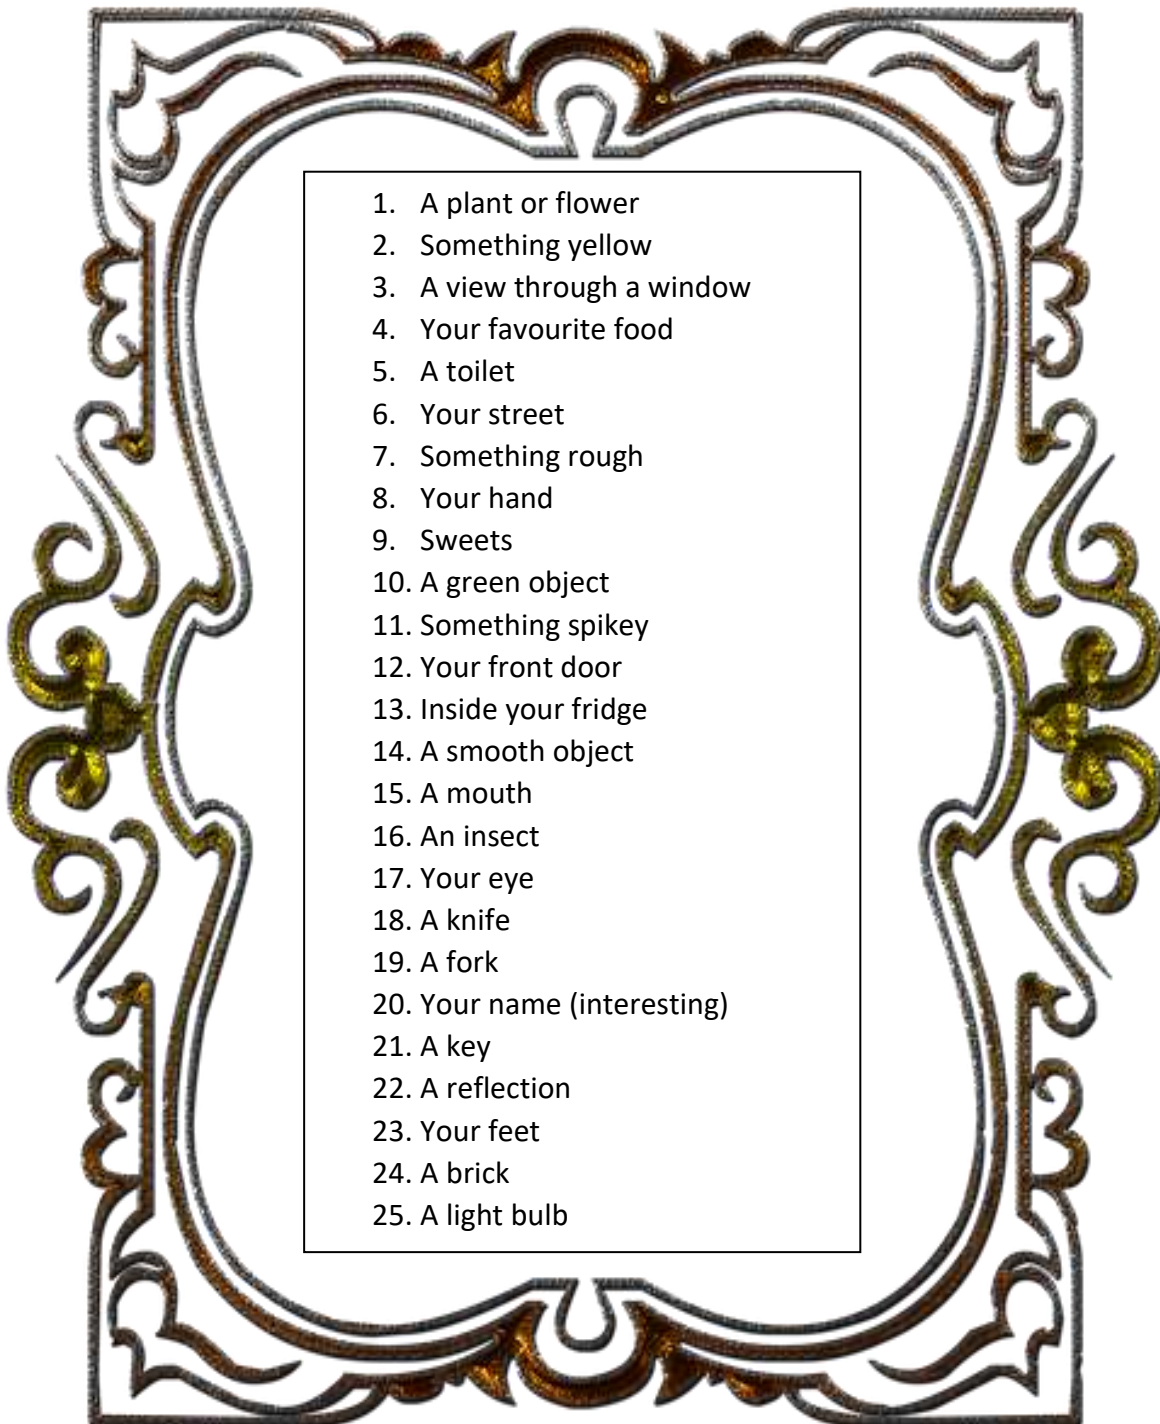 1. A plant or flower
2. Something yellow
3. A view through a window
4. Your favourite food
5. A toilet
6. Your street
7. Something rough
8. Your hand
9. Sweets
10. A green object
11. Something spikey
12. Your front door
13. Inside your fridge
14. A smooth object
15. A mouth
16. An insect
17. Your eye
18. A knife
19. A fork
20. Your name (interesting)
21. A key
22. A reflection
23. Your feet
24. A brick
25. A light bulb